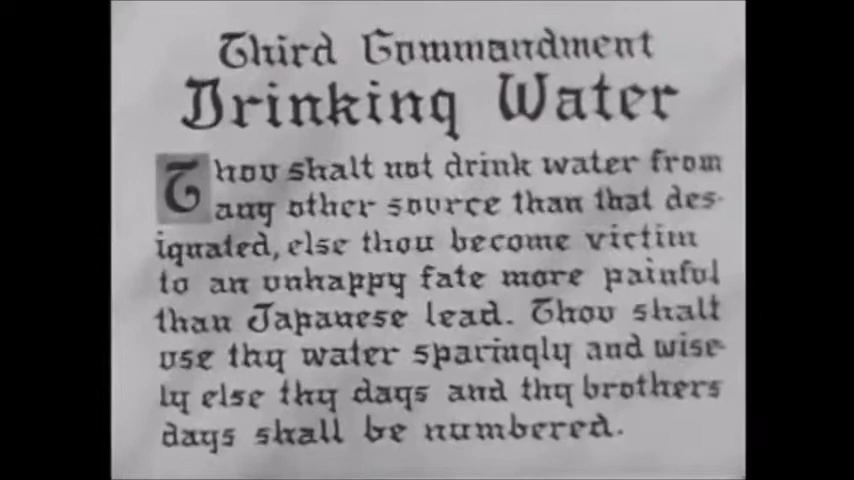 Third Commandment
Drinking Water
Thou shalt not drink water from
any other source than that des-
ignated, else thou become victim
to an unhappy fate more painful
than Japanese lead. Thou shalt
use thy water sparingly and wise-
ly else thy days and thy brothers
days shall be numbered.